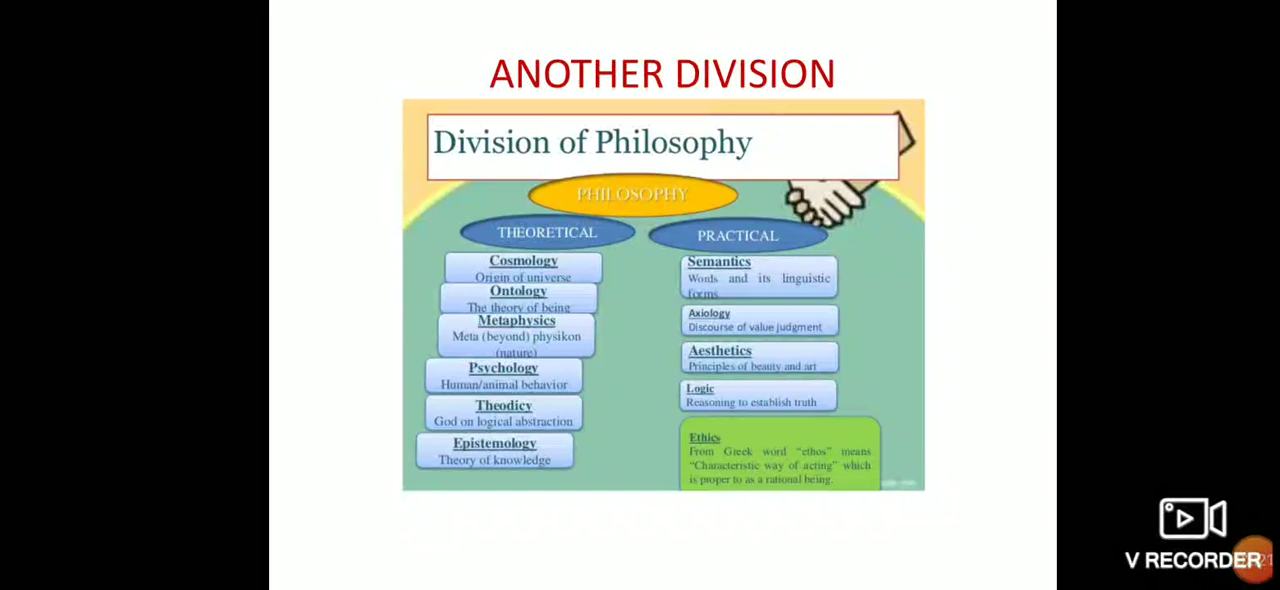 ANOTHER DIVISION
Division of Philosophy
PHILOSOPHY
THEORETICAL
Cosmology
Origin of universe
Ontology
The theory of being
Metaphysics
Meta (beyond) physikon
(nature)
Psychology
Human/animal behavior
Theodicy
God on logical abstraction
Epistemology
Theory of knowledge
PRACTICAL
Semantics
Words and its linguistic
forms
Axiology
Discourse of value judgment
Aesthetics
Principles of beauty and art
Logic
Reasoning to establish truth
Ethics
From Greek word “ethos” means
“Characteristic way of acting” which
is proper to as a rational being.
V RECORDER